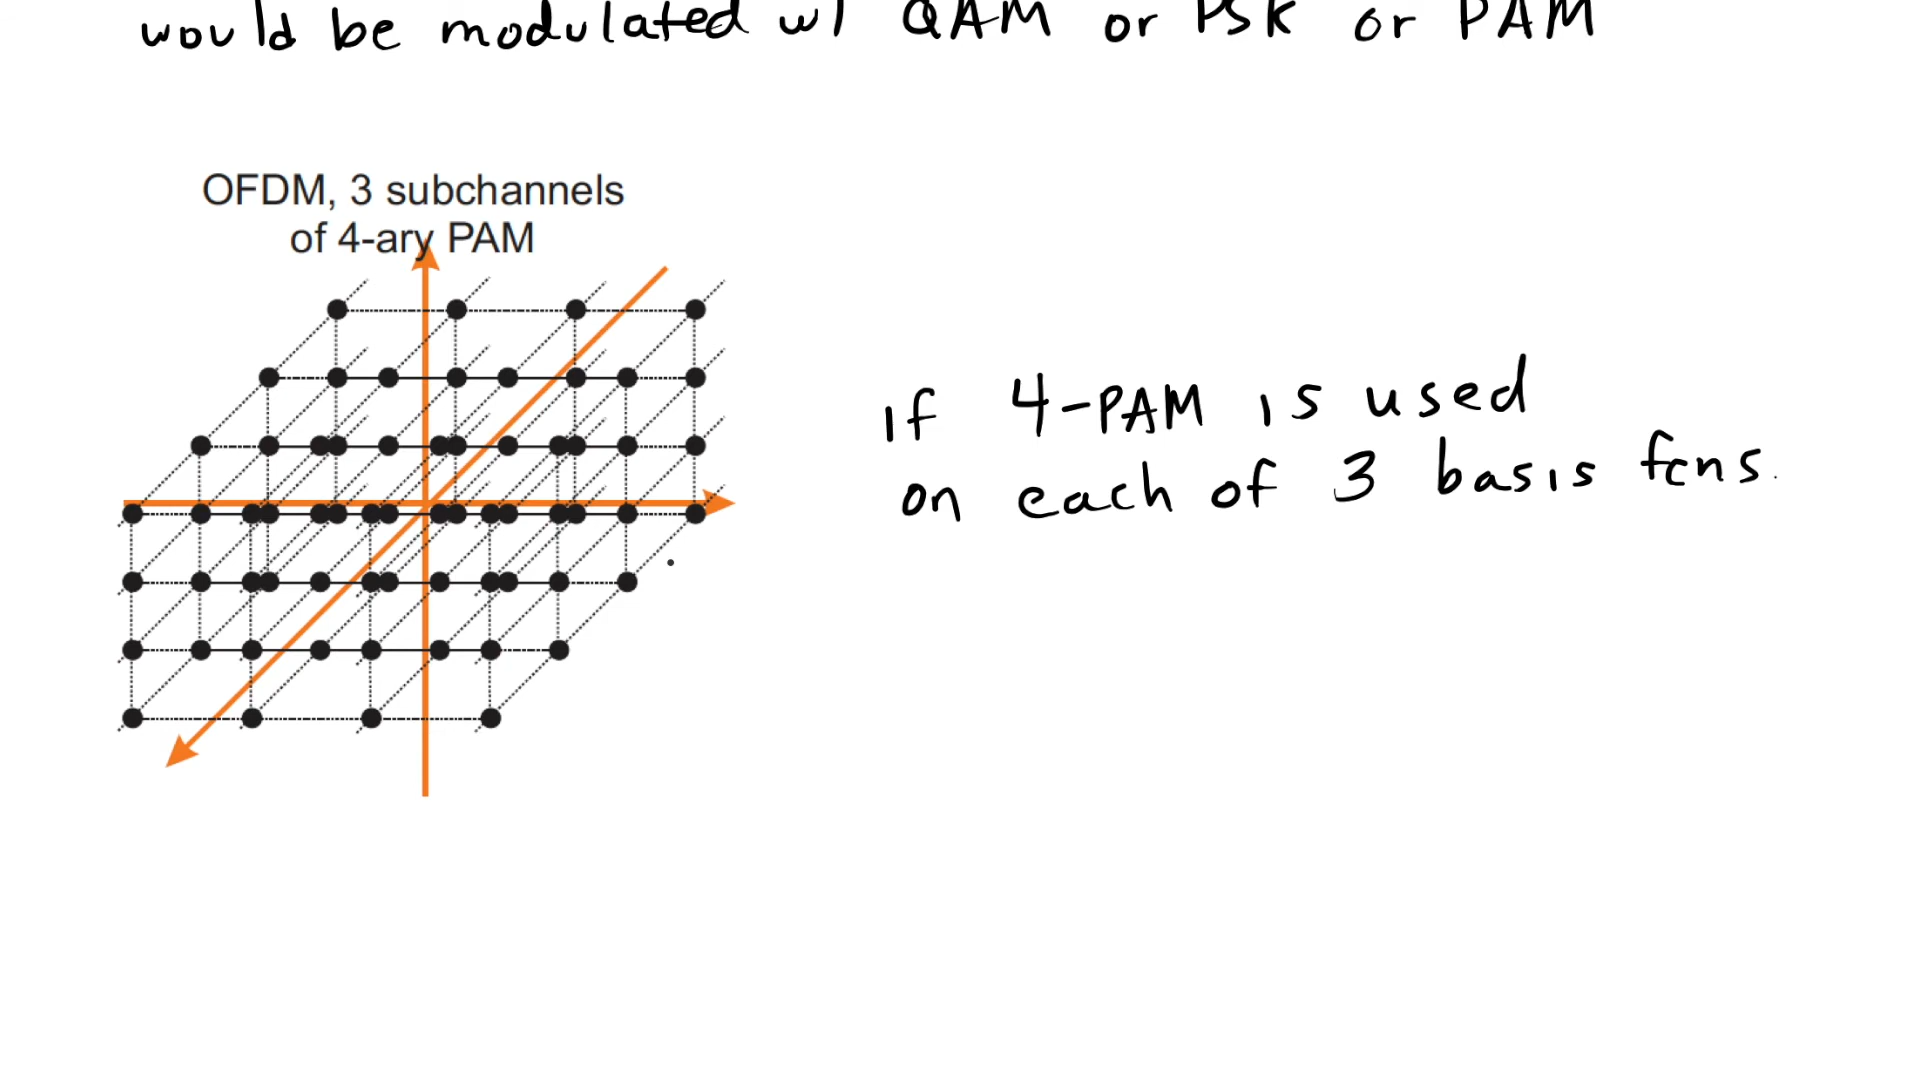 would be modulated w/ QAM or PSK or PAM
OFDM, 3 subchannels
of 4-ary PAM
If 4-PAM is used
on each of 3 basis fcns.